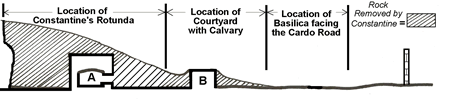 Location of
Constantine's Rotunda
Location of
Courtyard
with Calvary
Location of
Basilica facing
the Cardo Road
Rock
Removed by
Constantine =
A
B